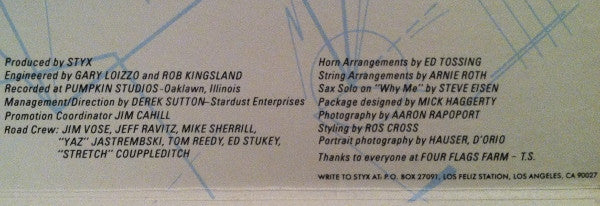 Produced by STYX
Engineered by GARY LOIZZO and ROB KINGSLAND
Recorded at PUMPKIN STUDIOS-Oaklawn, Illinois
Management/Direction by DEREK SUTTON-Stardust Enterprises
Promotion Coordinator JIM CAHILL
Road Crew: JIM VOSE, JEFF RAVITZ, MIKE SHERRILL,
"YAZ" JASTREMBSKI, TOM REEDY, ED STUKEY,
"STRETCH" COUPPLEDITCH
Horn Arrangements by ED TOSSING
String Arrangements by ARNIE ROTH
Sax Solo on "Why Me" by STEVE EISEN
Package designed by MICK HAGGERTY
Photography by AARON RAPOPORT
Styling by ROS CROSS
Portrait photography by HAUSER, D'ORIO
Thanks to everyone at FOUR FLAGS FARM - T.S.
WRITE TO STYX AT: P.O. BOX 27091, LOS FELIZ STATION, LOS ANGELES, CA 90027